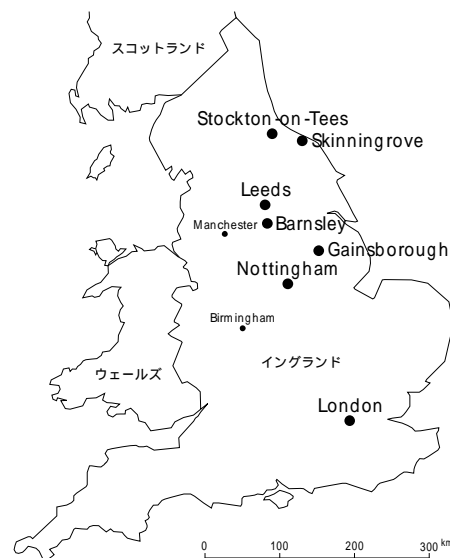 スコットランド
Stockton-on-Tees
Skinningrove
Leeds
Manchester
Barnsley
Gainsborough
Nottingham
Birmingham
イングランド
ウェールズ
London
0 100 200 300 km